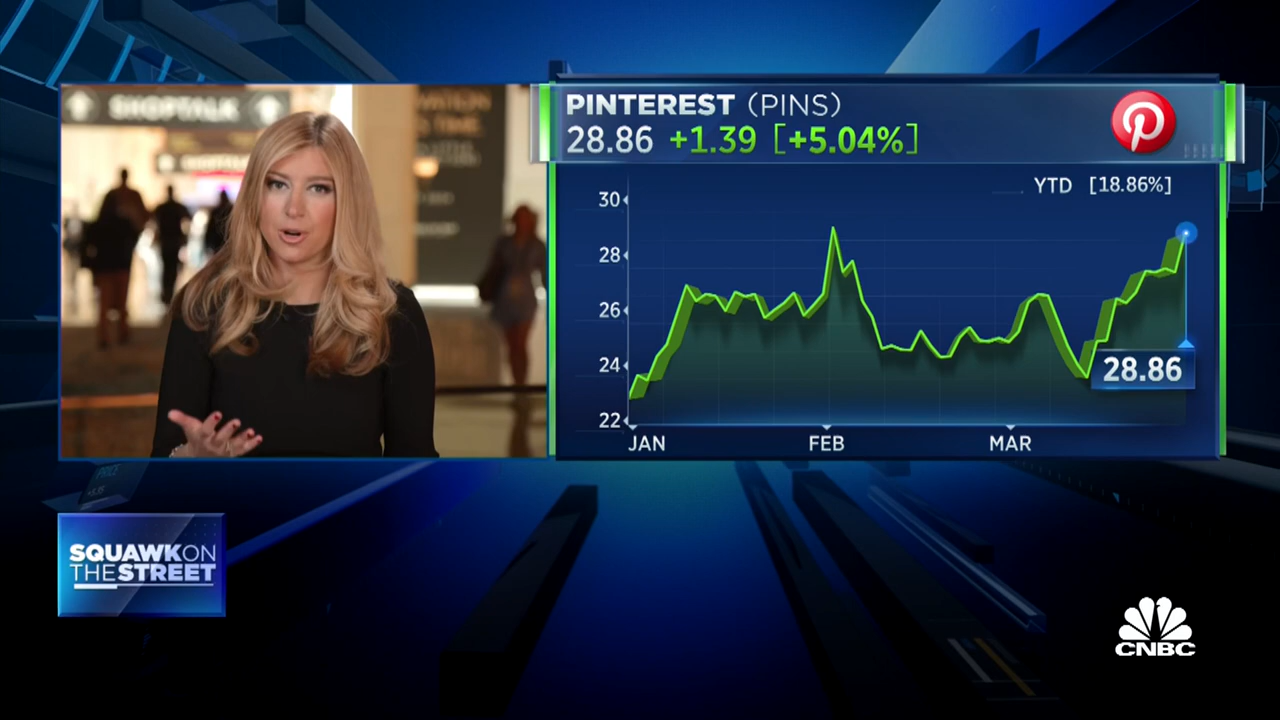 SHOPTALK
PINTEREST (PINS)
28.86 +1.39 [+5.04%]
YTD [18.86%]
30
28
26
24
22
28.86
JAN FEB MAR
PRICE
SQUAWK ON
THE STREET
CNBC